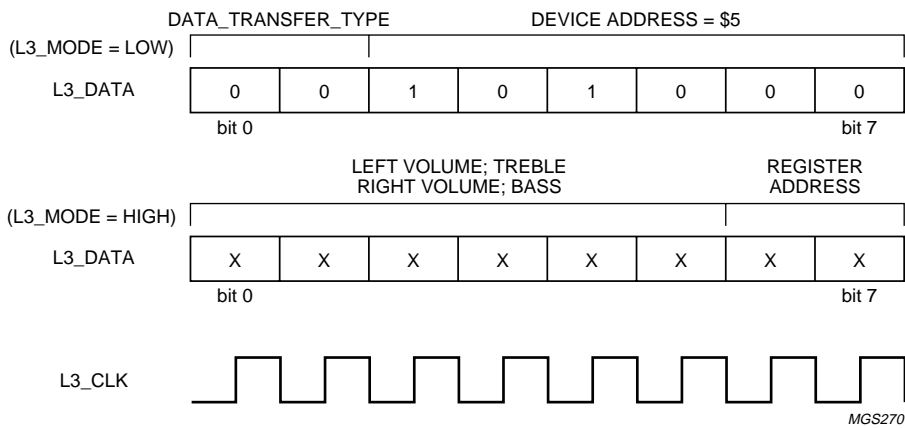 DATA_TRANSFER_TYPE DEVICE ADDRESS = $5
(L3_MODE = LOW)
L3_DATA 0 0 1 0 1 0 0 0
bit 0 bit 7
LEFT VOLUME; TREBLE REGISTER
RIGHT VOLUME; BASS ADDRESS
(L3_MODE = HIGH)
L3_DATA X X X X X X X X
bit 0 bit 7
L3_CLK
MGS270